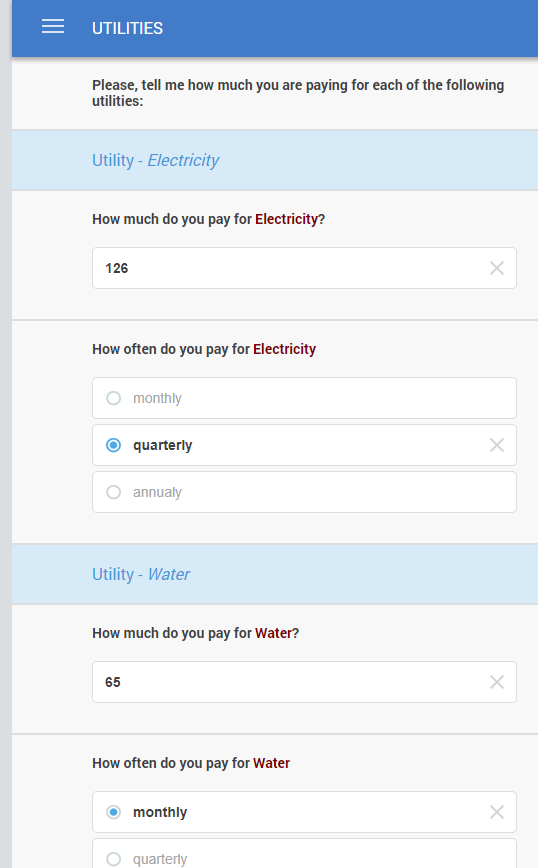 UTILITIES
Please, tell me how much you are paying for each of the following
utilities:
Utility - Electricity
How much do you pay for Electricity?
126
How often do you pay for Electricity
monthly
quarterly
annualy
Utility - Water
How much do you pay for Water?
65
How often do you pay for Water
monthly
quarterly